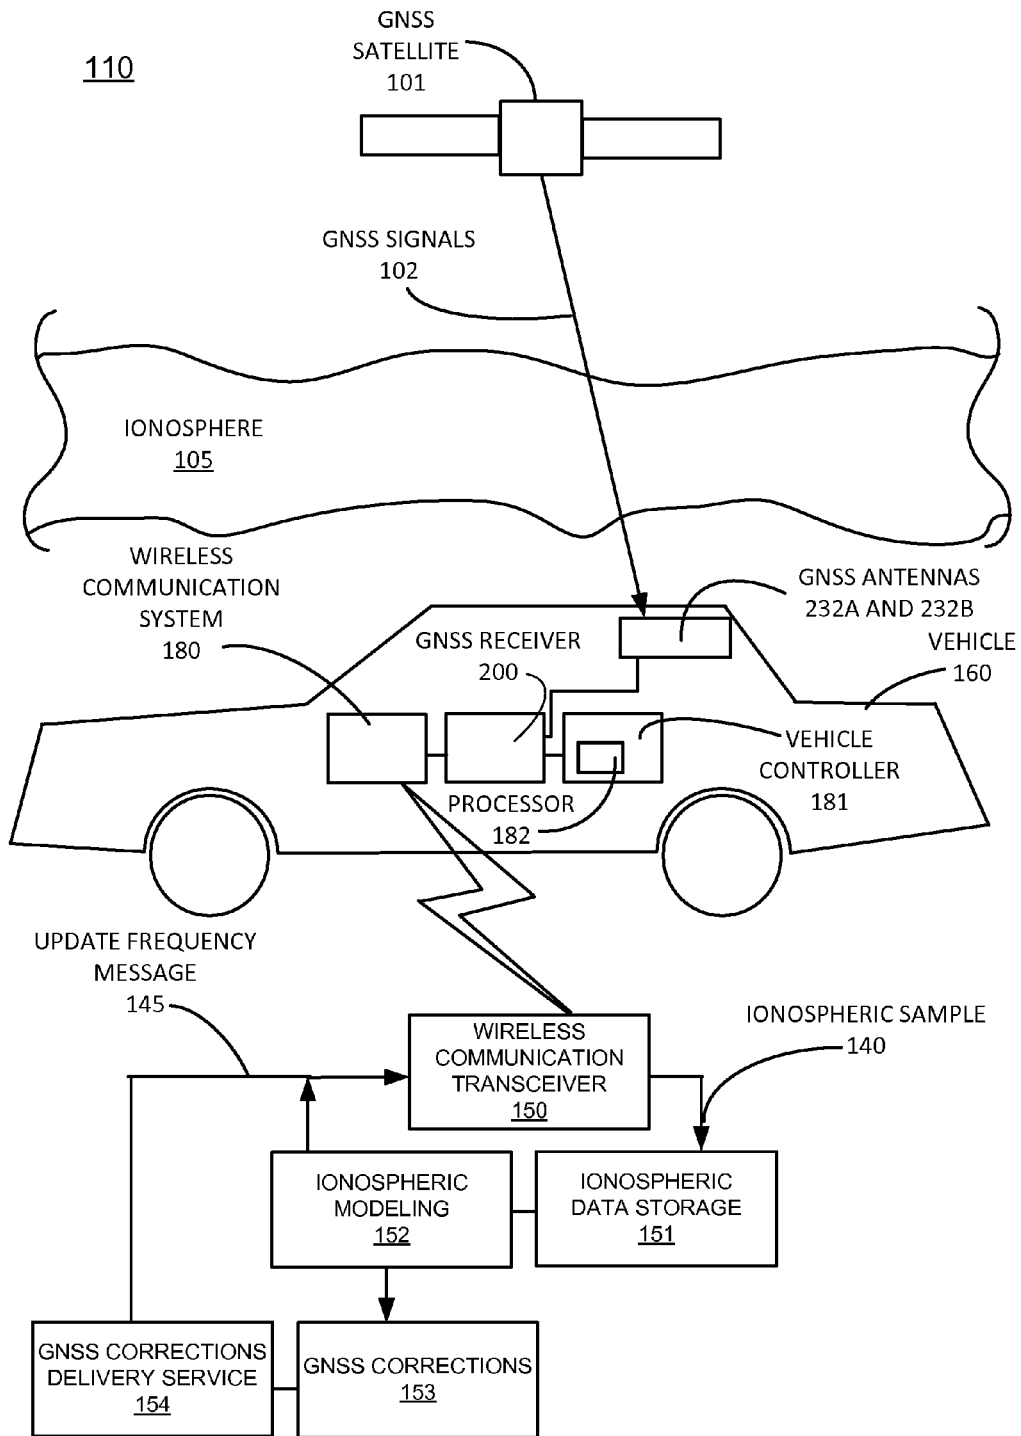 110
GNSS
SATELLITE
101
GNSS SIGNALS
102
IONOSPHERE
105
WIRELESS
COMMUNICATION
SYSTEM
180
GNSS ANTENNAS
232A AND 232B
VEHICLE
160
GNSS RECEIVER
200
VEHICLE
CONTROLLER
181
PROCESSOR
182
UPDATE FREQUENCY
MESSAGE
145
WIRELESS
COMMUNICATION
TRANSCEIVER
150
IONOSPHERIC SAMPLE
140
IONOSPHERIC
MODELING
152
IONOSPHERIC
DATA STORAGE
151
GNSS CORRECTIONS
DELIVERY SERVICE
154
GNSS CORRECTIONS
153